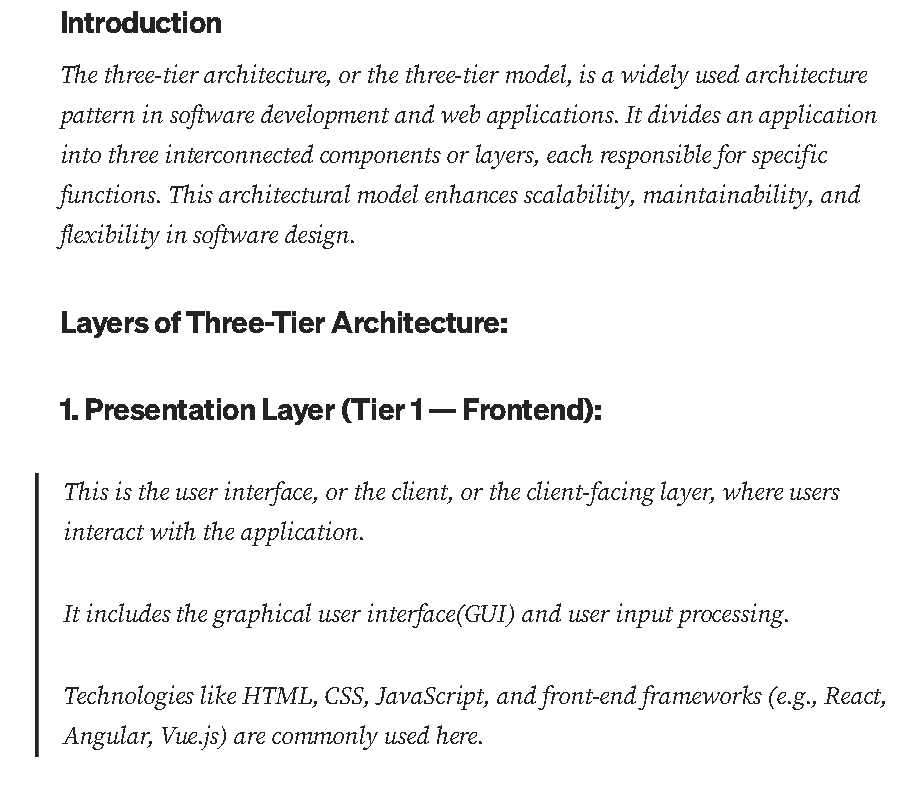 Introduction
The three-tier architecture, or the three-tier model, is a widely used architecture
pattern in software development and web applications. It divides an application
into three interconnected components or layers, each responsible for specific
functions. This architectural model enhances scalability, maintainability, and
flexibility in software design.
Layers of Three-Tier Architecture:
1. Presentation Layer (Tier 1 — Frontend):
This is the user interface, or the client, or the client-facing layer, where users
interact with the application.
It includes the graphical user interface(GUI) and user input processing.
Technologies like HTML, CSS, JavaScript, and front-end frameworks (e.g., React,
Angular, Vue.js) are commonly used here.